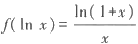 f(ln x) = ln(1+x) / x